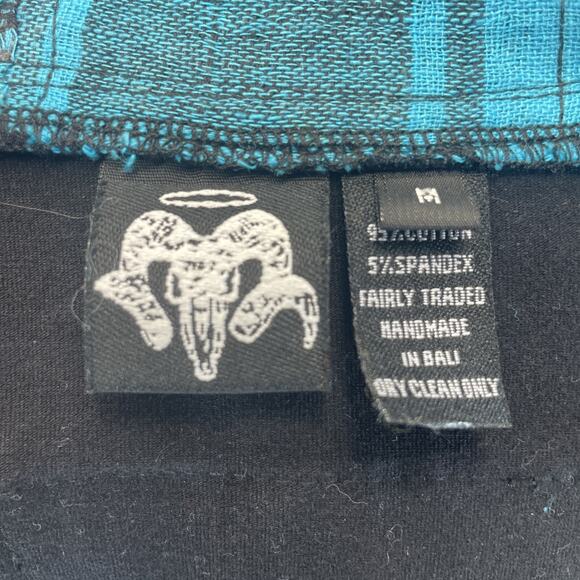 M
95% COTTON
5% SPANDEX
FAIRLY TRADED
HANDMADE
IN BALI
DRY CLEAN ONLY